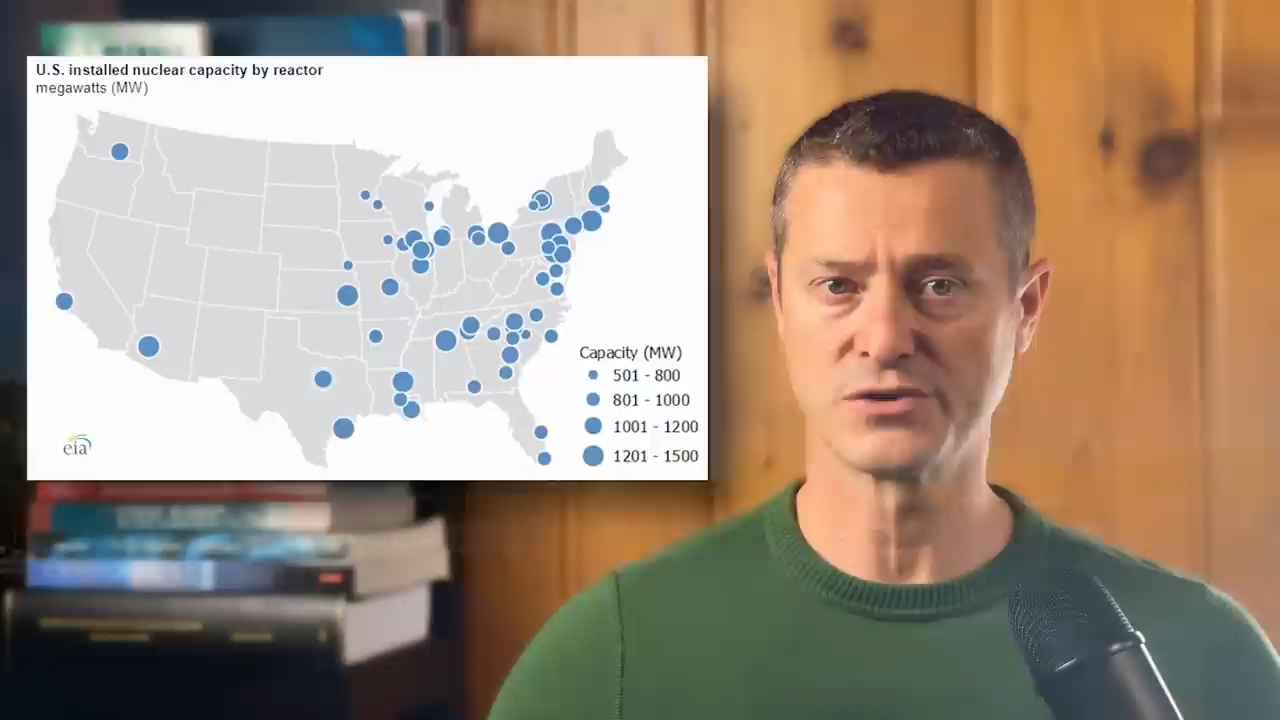 U.S. installed nuclear capacity by reactor
megawatts (MW)
Capacity (MW)
501 - 800
801 - 1000
1001 - 1200
1201 - 1500
eia